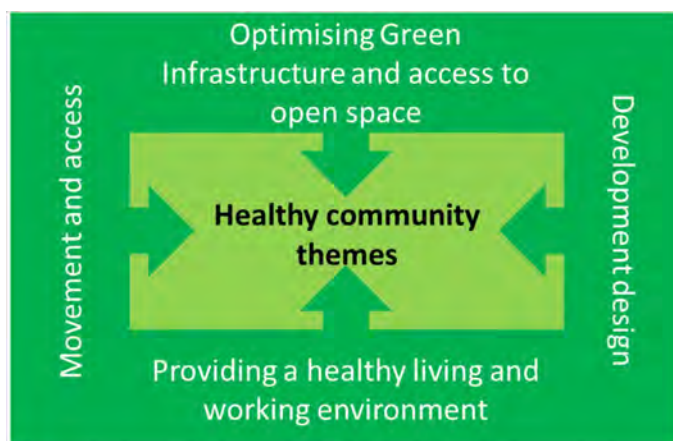 Optimising Green
Infrastructure and access to
open space
Movement and access
Healthy community
themes
Development design
Providing a healthy living and
working environment